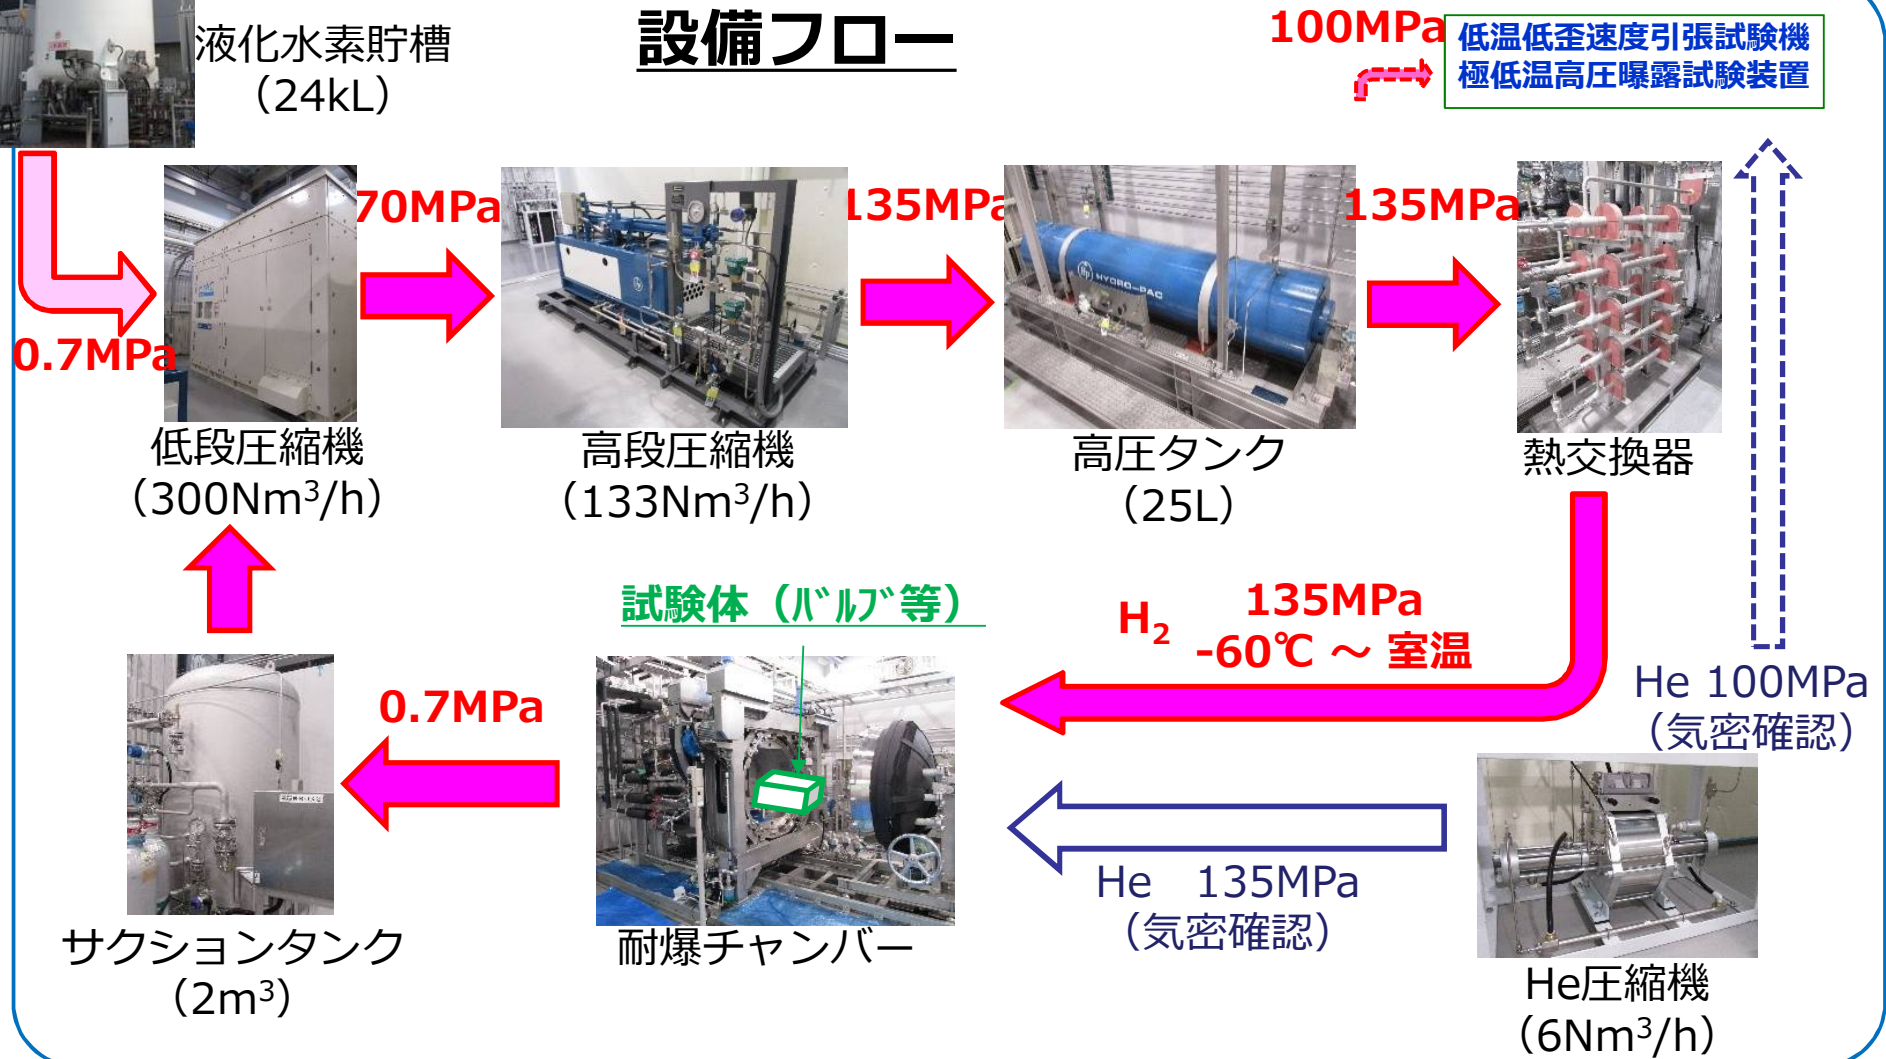 設備フロー
液化水素貯槽
（24kL）
100MPa
低温低歪速度引張試験機
極低温高圧曝露試験装置
0.7MPa
70MPa
135MPa
135MPa
HYDRO-PAC
低段圧縮機
（300Nm³/h）
高段圧縮機
（133Nm³/h）
高圧タンク
（25L）
熱交換器
試験体（ﾊﾞﾙﾌﾞ等）
H₂
135MPa
-60℃ ～ 室温
He 100MPa
（気密確認）
0.7MPa
He　135MPa
（気密確認）
サクションタンク
（2m³）
耐爆チャンバー
He圧縮機
（6Nm³/h）